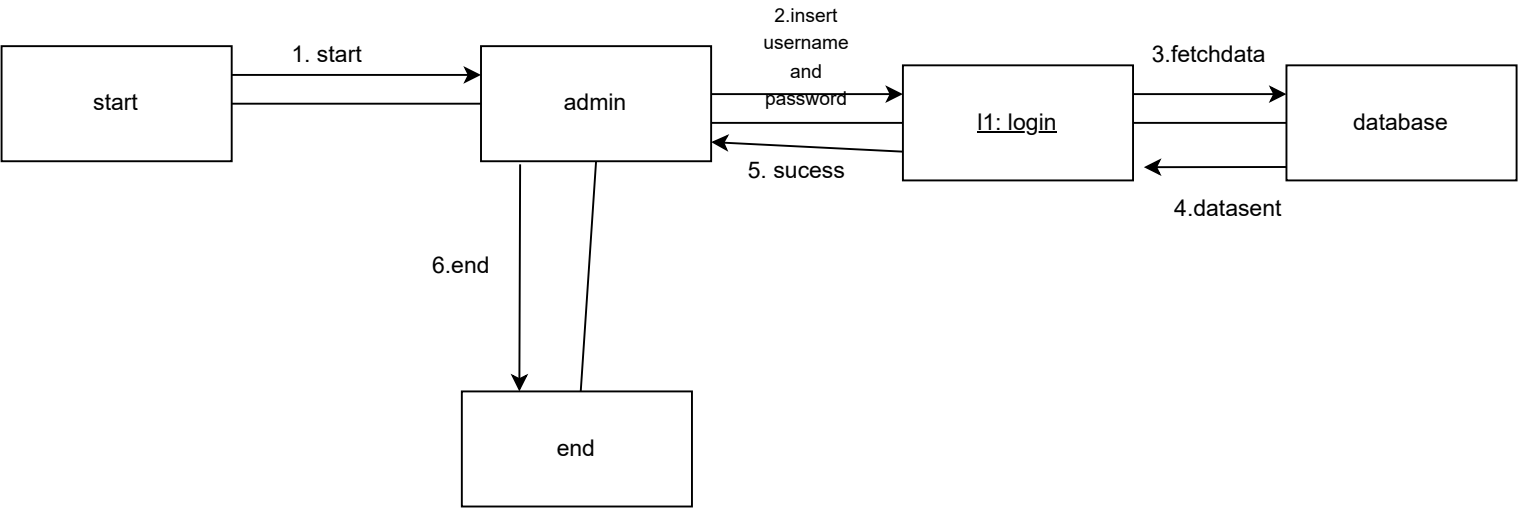 1. start
2.insert
username
and
password
3.fetchdata
start
admin
l1: login
database
5. sucess
4.datasent
6.end
end